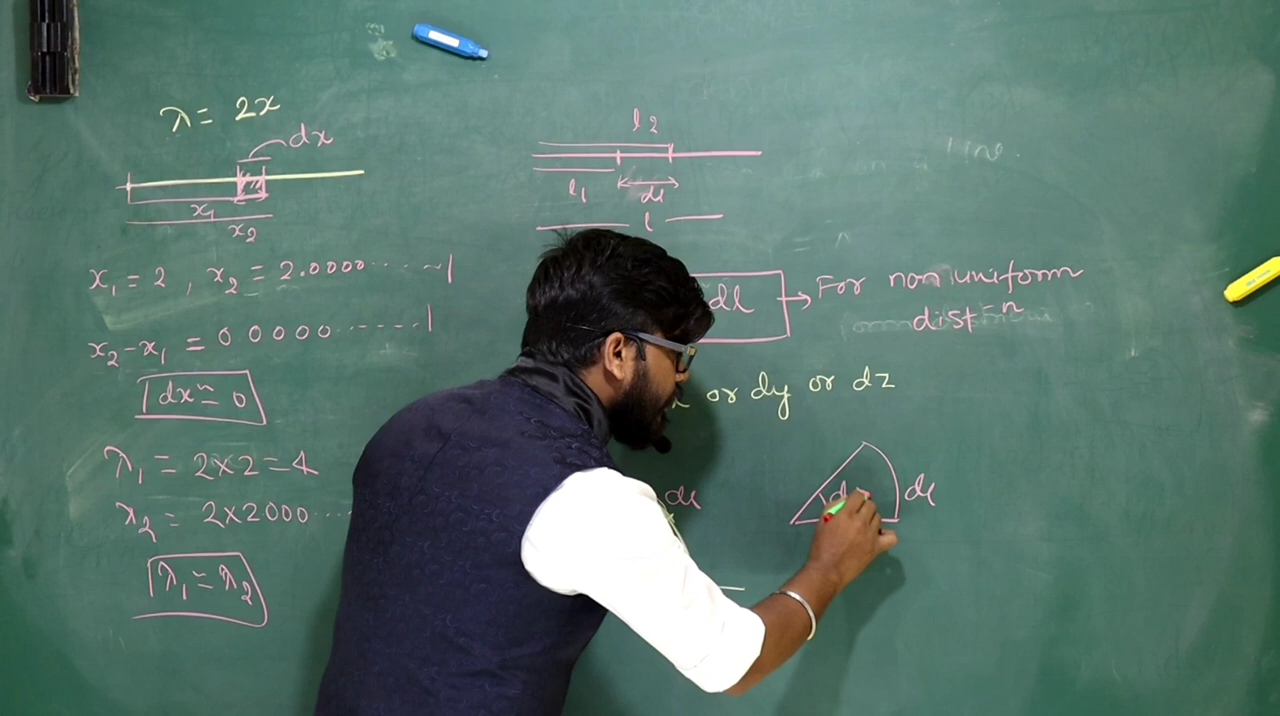 λ = 2x
dx
x₁
x₂
x₁ = 2 , x₂ = 2.0000......~1
x₂-x₁ = 0 0000......1
dx ≈ 0
λ₁ = 2×2=4
λ₂ = 2×2000...
λ₁ ≈ λ₂
l₂
l₁ dl
l
dl → For non uniform
distⁿ
or dy or dz
dl
d dl
line